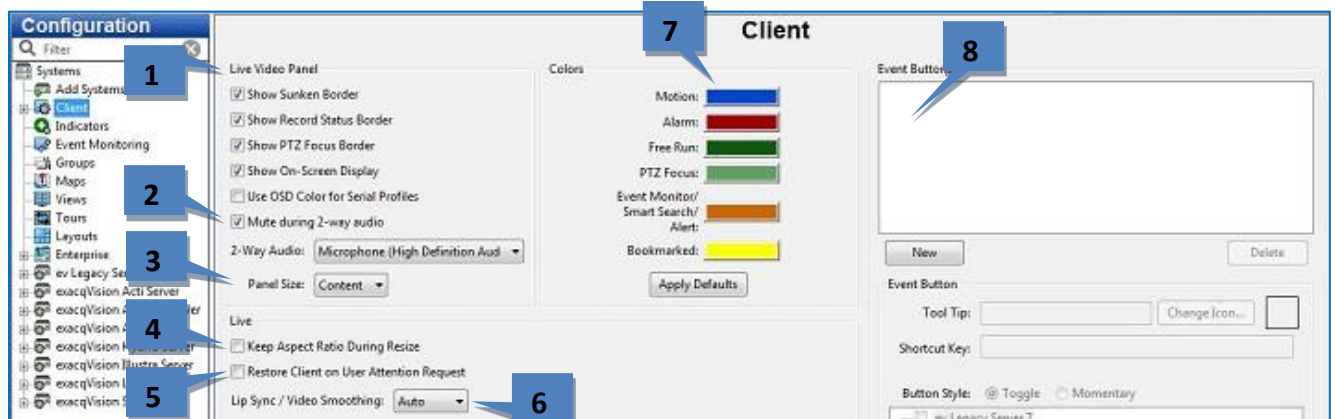 Configuration
Filter
Systems
Add Systems
Client
Indicators
Event Monitoring
Groups
Maps
Views
Tours
Layouts
Enterprise
ev Legacy Se
exacqVision Acti Server
exacqVision A
exacqVision A
exacqVision
exacqVision Illustra Server
exacqVision
exacqVision
Client
1
2
3
4
5
6
7
8
Live Video Panel
Show Sunken Border
Show Record Status Border
Show PTZ Focus Border
Show On-Screen Display
Use OSD Color for Serial Profiles
Mute during 2-way audio
2-Way Audio: Microphone (High Definition Aud
Panel Size: Content
Live
Keep Aspect Ratio During Resize
Restore Client on User Attention Request
Lip Sync / Video Smoothing: Auto
Colors
Motion:
Alarm:
Free Run:
PTZ Focus:
Event Monitor/
Smart Search/
Alert:
Bookmarked:
Apply Defaults
Event Buttons
New Delete
Event Button
Tool Tip: Change Icon...
Shortcut Key:
Button Style: Toggle Momentary
ev Legacy Server 7